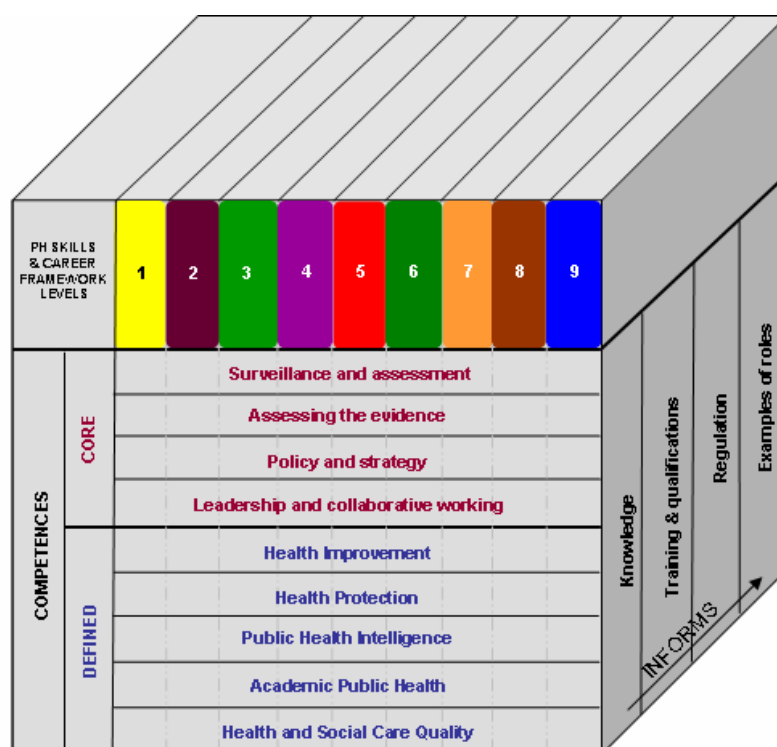 PH SKILLS
& CAREER
FRAMEWORK
LEVELS
1
2
3
4
5
6
7
8
9
COMPETENCES
CORE
Surveillance and assessment
Assessing the evidence
Policy and strategy
Leadership and collaborative working
DEFINED
Health Improvement
Health Protection
Public Health Intelligence
Academic Public Health
Health and Social Care Quality
Knowledge
Training & qualifications
Regulation
Examples of roles
INFORMS